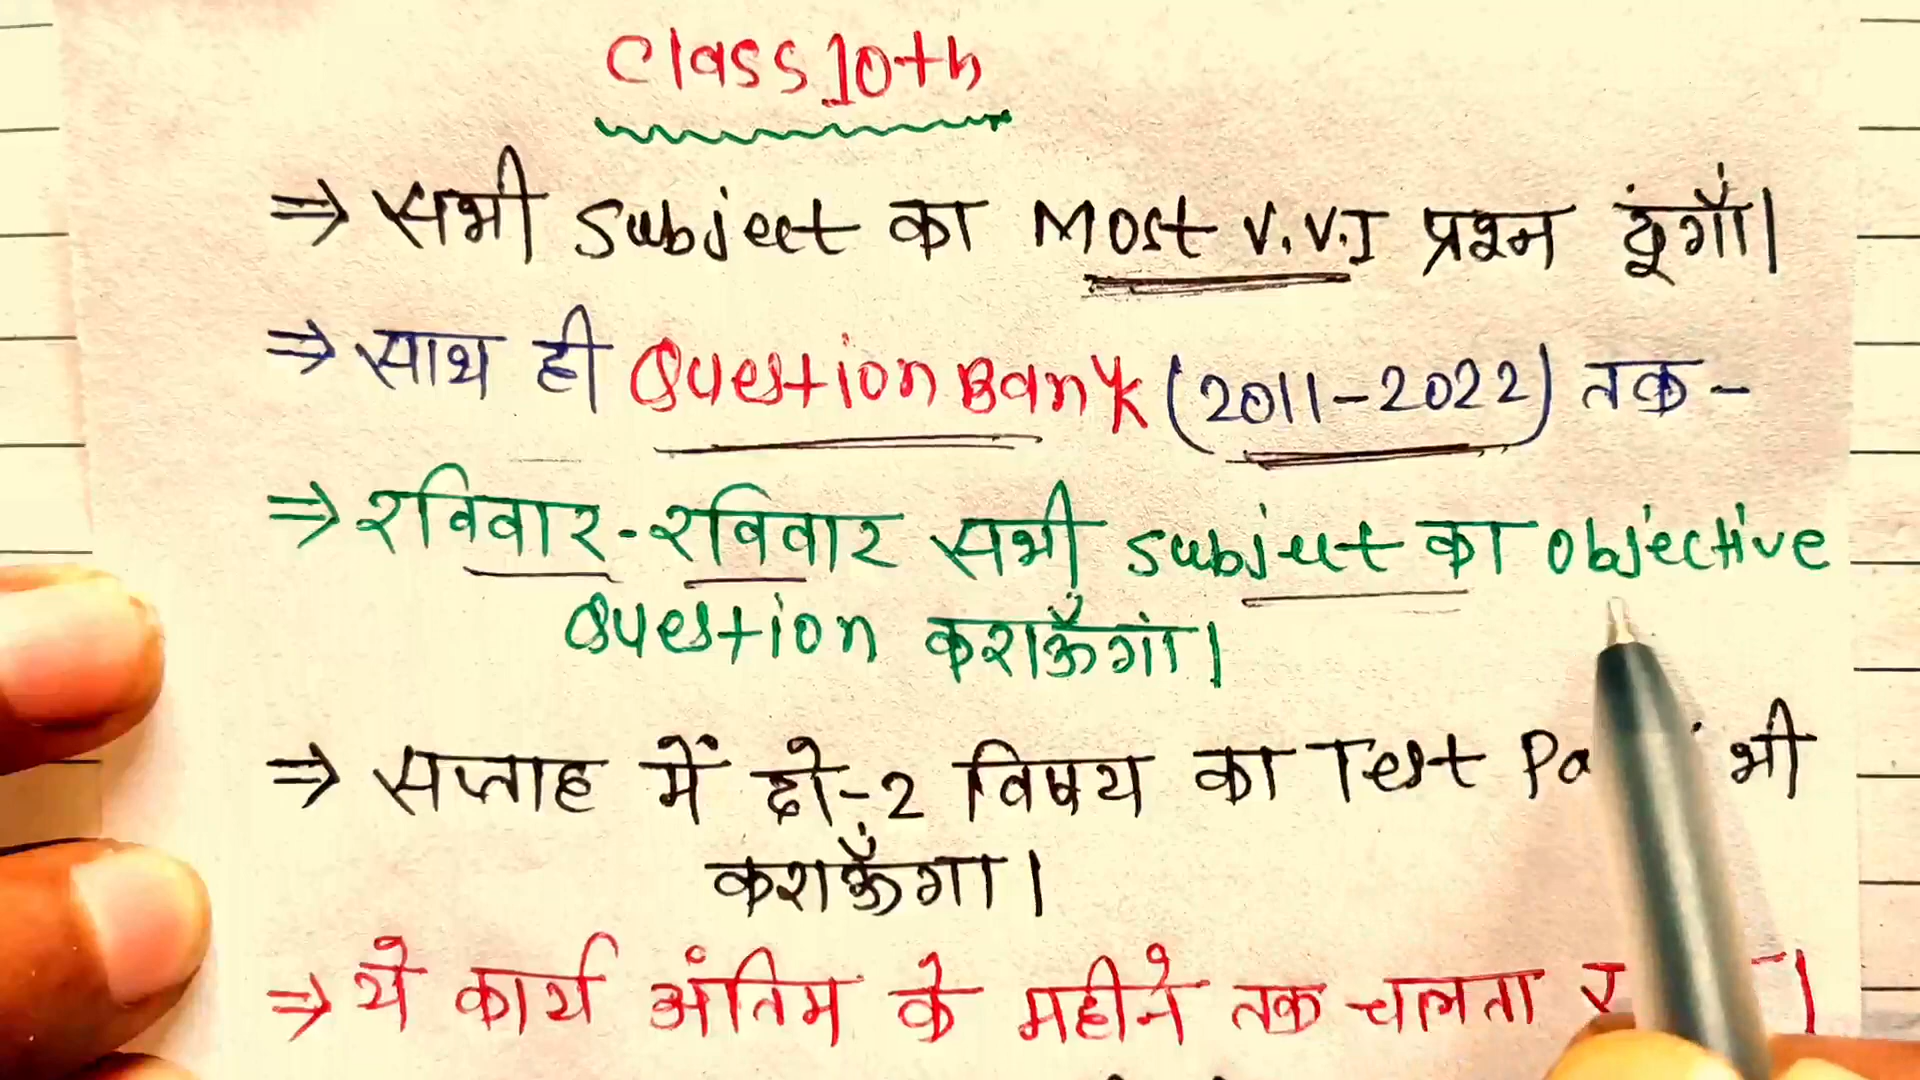 Class 10th
⇒ सभी Subject का Most V.V.I प्रश्न दूंगाँ।
⇒ साथ ही Question Bank (2011-2022) तक -
⇒ रविवार-रविवार सभी Subject का objective
Question कराऊँगां।
⇒ सप्ताह में दो-2 विषय का Test भी
कराऊँगा।
⇒ ये कार्य अंतिम के महीने तक चलता